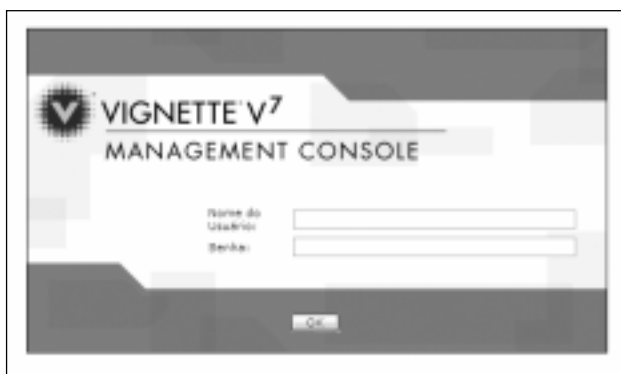 VIGNETTE V7
MANAGEMENT CONSOLE
Nome do
Usuário:
Senha:
OK